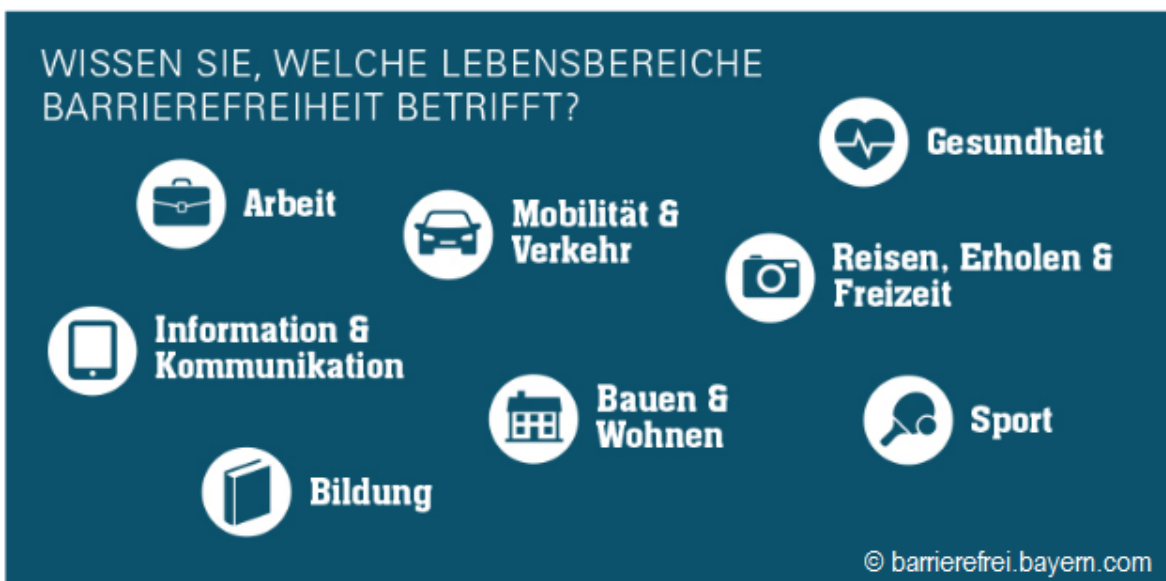 WISSEN SIE, WELCHE LEBENSBEREICHE
BARRIEREFREIHEIT BETRIFFT?
Gesundheit
Arbeit
Mobilität &
Verkehr
Reisen, Erholen &
Freizeit
Information &
Kommunikation
Bauen &
Wohnen
Sport
Bildung
© barrierefrei.bayern.com